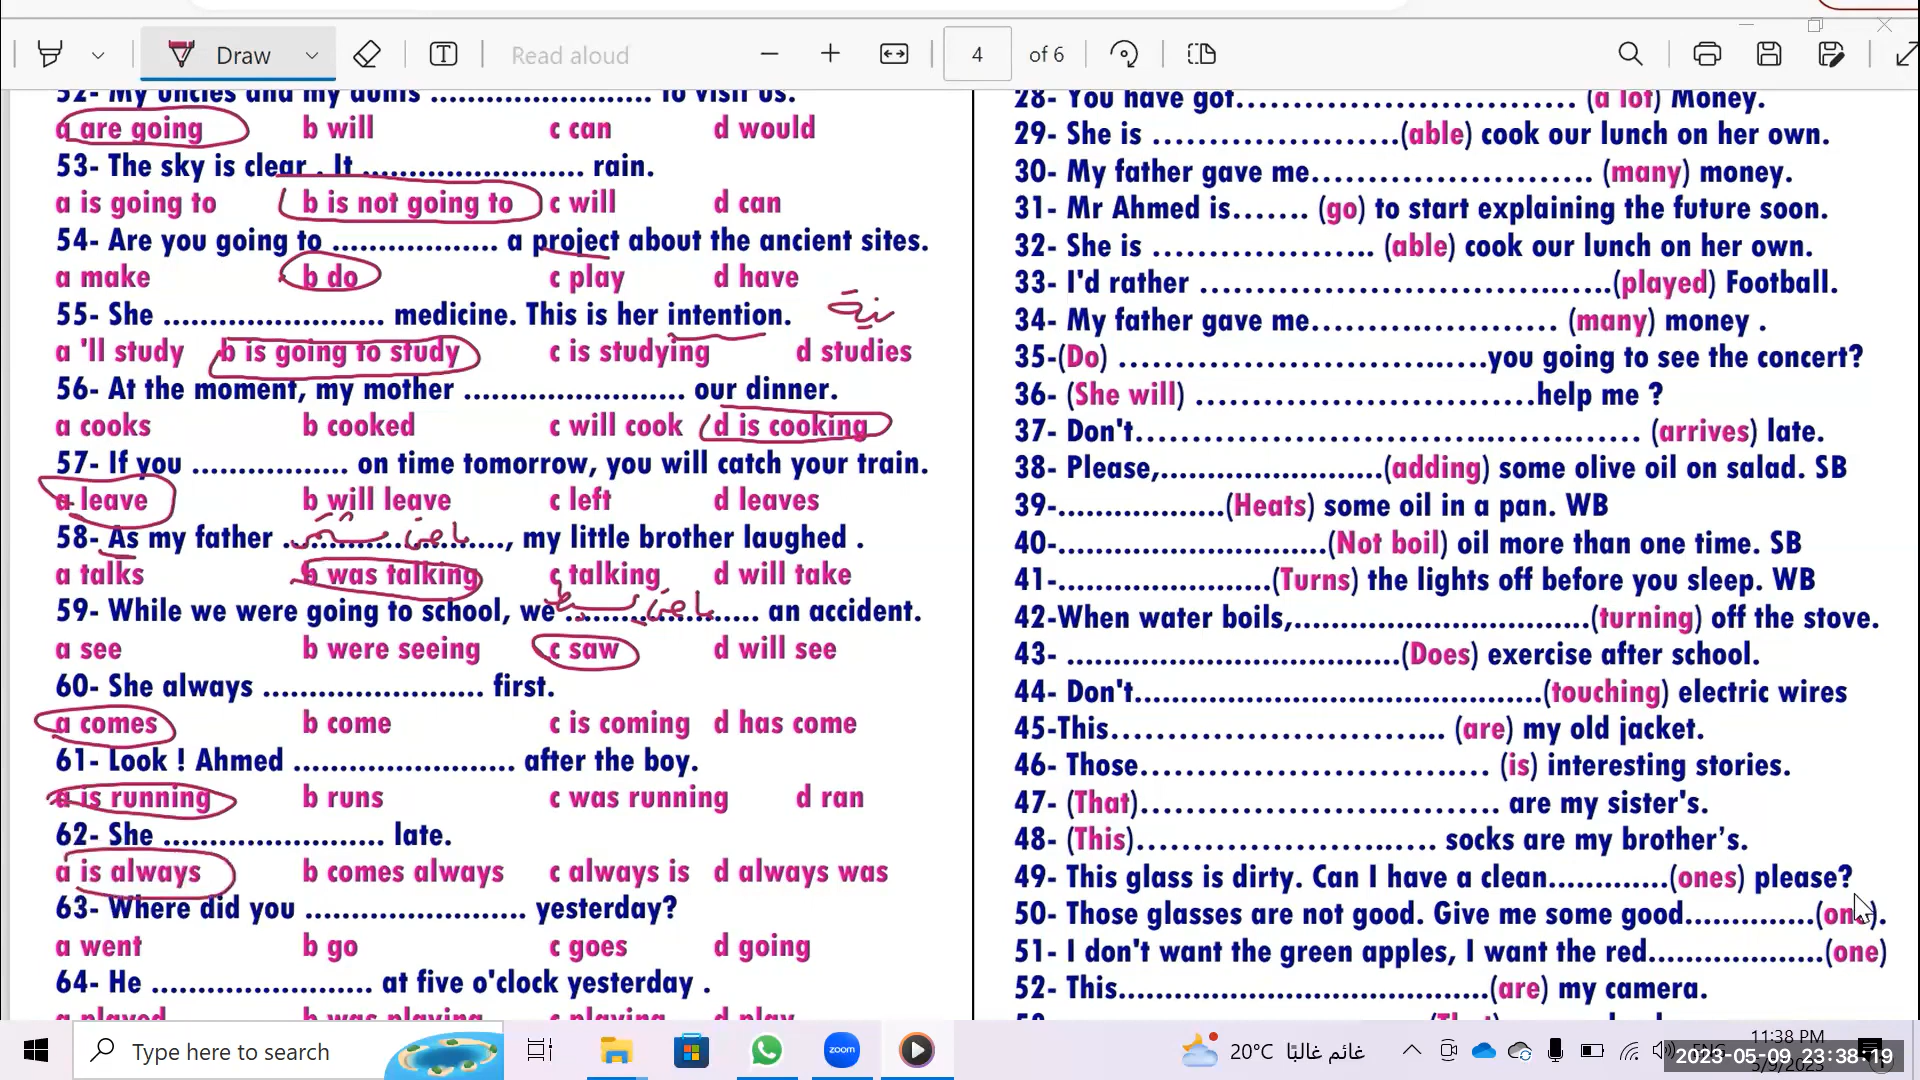 Draw
Read aloud
4 of 6
52- My uncles and my aunts ........................ to visit us.
a are going b will c can d would
53- The sky is clear . It ........................ rain.
a is going to b is not going to c will d can
54- Are you going to .................. a project about the ancient sites.
a make b do c play d have
55- She ........................ medicine. This is her intention. نية
a 'll study b is going to study c is studying d studies
56- At the moment, my mother ........................ our dinner.
a cooks b cooked c will cook d is cooking
57- If you ................. on time tomorrow, you will catch your train.
a leave b will leave c left d leaves
58- As my father ........................, my little brother laughed .
ماضي مستمر
a talks b was talking c talking d will take
59- While we were going to school, we ..................... an accident.
ماضي بسيط
a see b were seeing c saw d will see
60- She always ........................ first.
a comes b come c is coming d has come
61- Look ! Ahmed ........................ after the boy.
a is running b runs c was running d ran
62- She ........................ late.
a is always b comes always c always is d always was
63- Where did you ........................ yesterday?
a went b go c goes d going
64- He ........................ at five o'clock yesterday .
a played b was playing c playing d play
28- You have got.................................... (a lot) Money.
29- She is ...........................(able) cook our lunch on her own.
30- My father gave me............................... (many) money.
31- Mr Ahmed is....... (go) to start explaining the future soon.
32- She is ........................ (able) cook our lunch on her own.
33- I'd rather .............................................(played) Football.
34- My father gave me........................... (many) money .
35-(Do) ........................................you going to see the concert?
36- (She will) .....................................help me ?
37- Don't...................................................... (arrives) late.
38- Please,........................(adding) some olive oil on salad. SB
39-..................(Heats) some oil in a pan. WB
40-.............................(Not boil) oil more than one time. SB
41-.......................(Turns) the lights off before you sleep. WB
42-When water boils,................................(turning) off the stove.
43- ....................................(Does) exercise after school.
44- Don't.............................................(touching) electric wires
45-This.................................... (are) my old jacket.
46- Those...................................... (is) interesting stories.
47- (That)....................................... are my sister's.
48- (This)................................. socks are my brother’s.
49- This glass is dirty. Can I have a clean.............(ones) please?
50- Those glasses are not good. Give me some good..............(one).
51- I don't want the green apples, I want the red...................(one)
52- This........................................(are) my camera.
(That)
Type here to search
zoom
20°C غائم غالبًا
ENG
11:38 PM
5/9/2023
2023-05-09 23:38:19